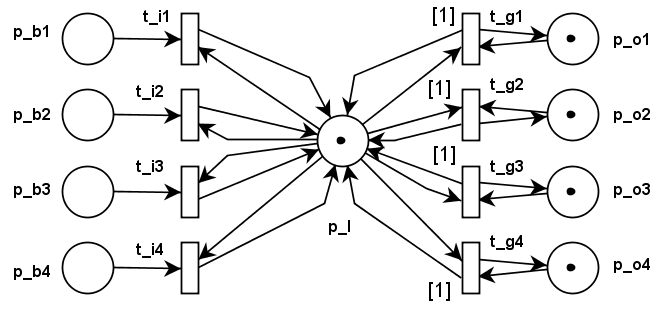 p_b1 t_i1 [1] t_g1 p_o1
p_b2 t_i2 [1] t_g2 p_o2
p_b3 t_i3 [1] t_g3 p_o3
p_l
p_b4 t_i4 [1] t_g4 p_o4